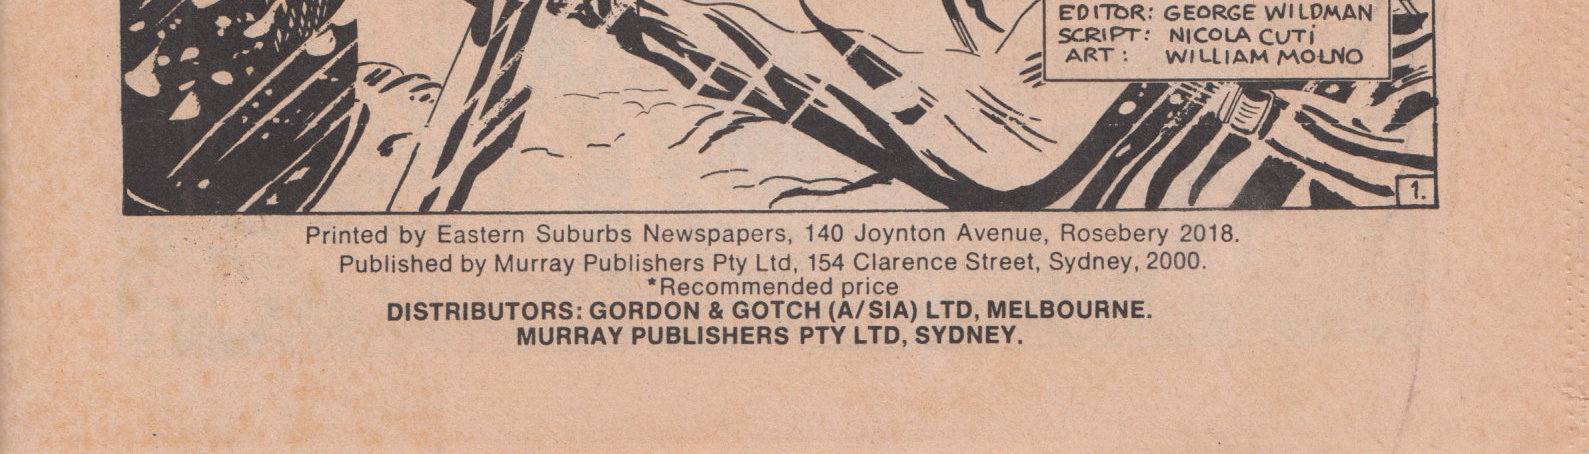 EDITOR: GEORGE WILDMAN
SCRIPT: NICOLA CUTI
ART: WILLIAM MOLNO
1.
Printed by Eastern Suburbs Newspapers, 140 Joynton Avenue, Rosebery 2018.
Published by Murray Publishers Pty Ltd, 154 Clarence Street, Sydney, 2000.
*Recommended price
DISTRIBUTORS: GORDON & GOTCH (A/SIA) LTD, MELBOURNE.
MURRAY PUBLISHERS PTY LTD, SYDNEY.